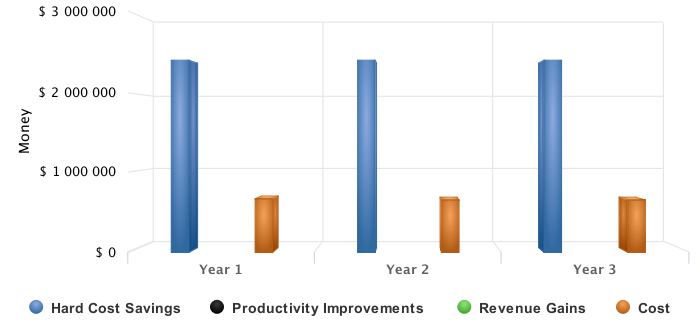 $ 3 000 000
$ 2 000 000
Money
$ 1 000 000
$ 0
Year 1 Year 2 Year 3
Hard Cost Savings Productivity Improvements Revenue Gains Cost